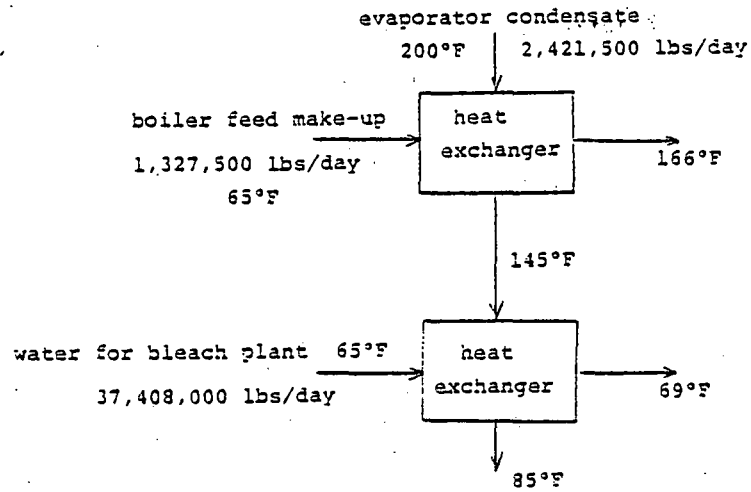 evaporator condensate
200°F 2,421,500 lbs/day
boiler feed make-up
heat
exchanger
1,327,500 lbs/day
166°F
65°F
145°F
water for bleach plant 65°F
heat
exchanger
37,408,000 lbs/day
69°F
85°F